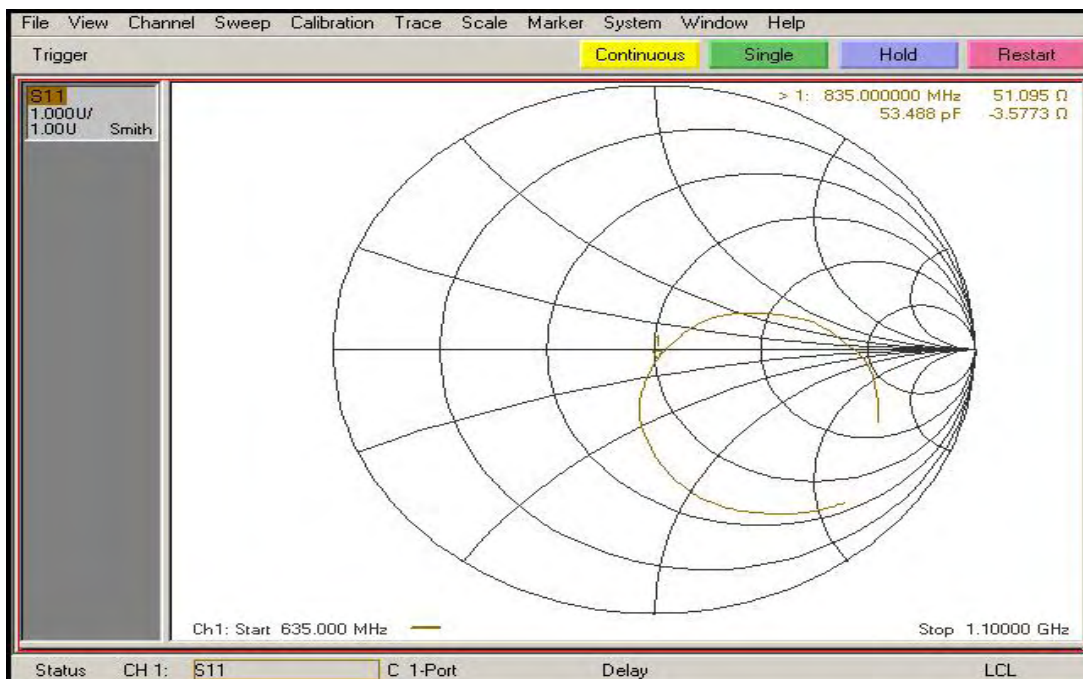 File View Channel Sweep Calibration Trace Scale Marker System Window Help
Trigger Continuous Single Hold Restart
S11
1.000U/
1.00U Smith
> 1: 835.000000 MHz 51.095 Ω
53.488 pF -3.5773 Ω
1
Ch1: Start 635.000 MHz Stop 1.10000 GHz
Status CH 1: S11 C 1-Port Delay LCL